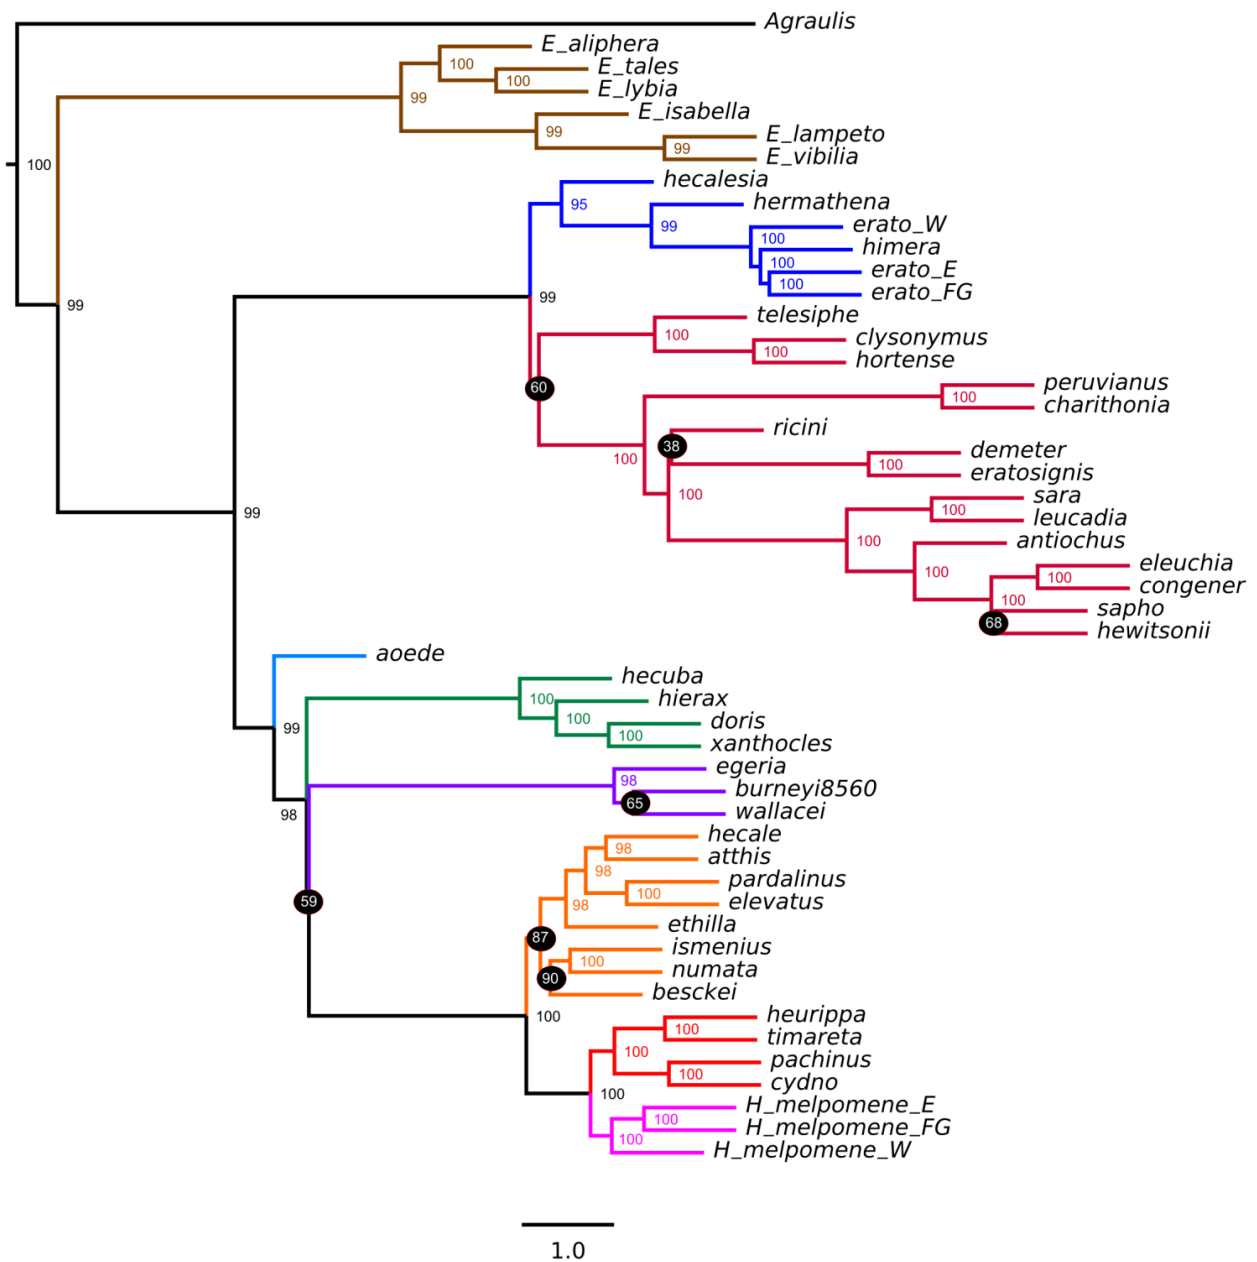 Agraulis
E_aliphera
100
E_tales
100
E_lybia
99
E_isabella
99
E_lampeto
99
E_vibilia
100
hecalesia
95
hermathena
99
erato_W
100
himera
100
erato_E
100
erato_FG
99
99
telesiphe
100
clysonymus
100
hortense
60
peruvianus
100
charithonia
ricini
38
100
demeter
100
eratosignis
100
sara
100
leucadia
99
100
antiochus
100
eleuchia
100
congener
100
sapho
68
hewitsonii
aoede
hecuba
100
hierax
100
doris
99
100
xanthocles
egeria
98
burneyi8560
65
wallacei
98
hecale
98
atthis
98
pardalinus
100
elevatus
59
98
ethilla
87
ismenius
100
numata
90
besckei
100
heurippa
100
timareta
100
pachinus
100
cydno
100
H_melpomene_E
100
H_melpomene_FG
100
H_melpomene_W
1.0